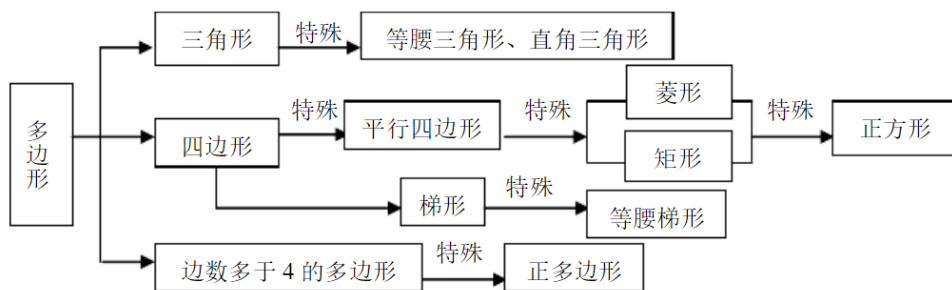 多边形
三角形
特殊
等腰三角形、直角三角形
四边形
特殊
平行四边形
特殊
菱形
矩形
特殊
正方形
梯形
特殊
等腰梯形
边数多于 4 的多边形
特殊
正多边形